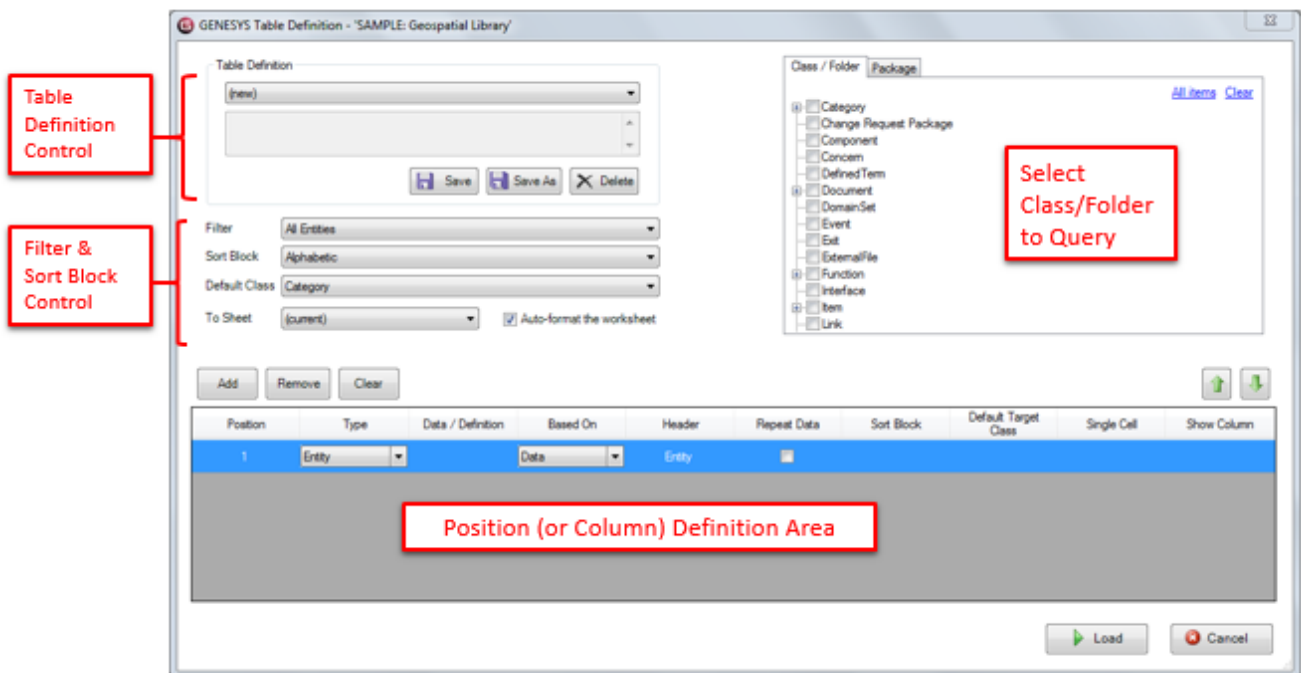 GENESYS Table Definition - 'SAMPLE: Geospatial Library'
Table
Definition
Control
Table Definition
(new)
Save
Save As
Delete
Filter &
Sort Block
Control
Filter
All Entities
Sort Block
Alphabetic
Default Class
Category
To Sheet
(current)
Auto-format the worksheet
Class / Folder
Package
All items
Clear
Category
Change Request Package
Component
Concern
DefinedTerm
Document
DomainSet
Event
Exit
ExternalFile
Function
Interface
Item
Link
Select
Class/Folder
to Query
Add
Remove
Clear
Position
Type
Data / Definition
Based On
Header
Repeat Data
Sort Block
Default Target
Class
Single Cell
Show Column
1
Entity
Data
Entity
Position (or Column) Definition Area
Load
Cancel